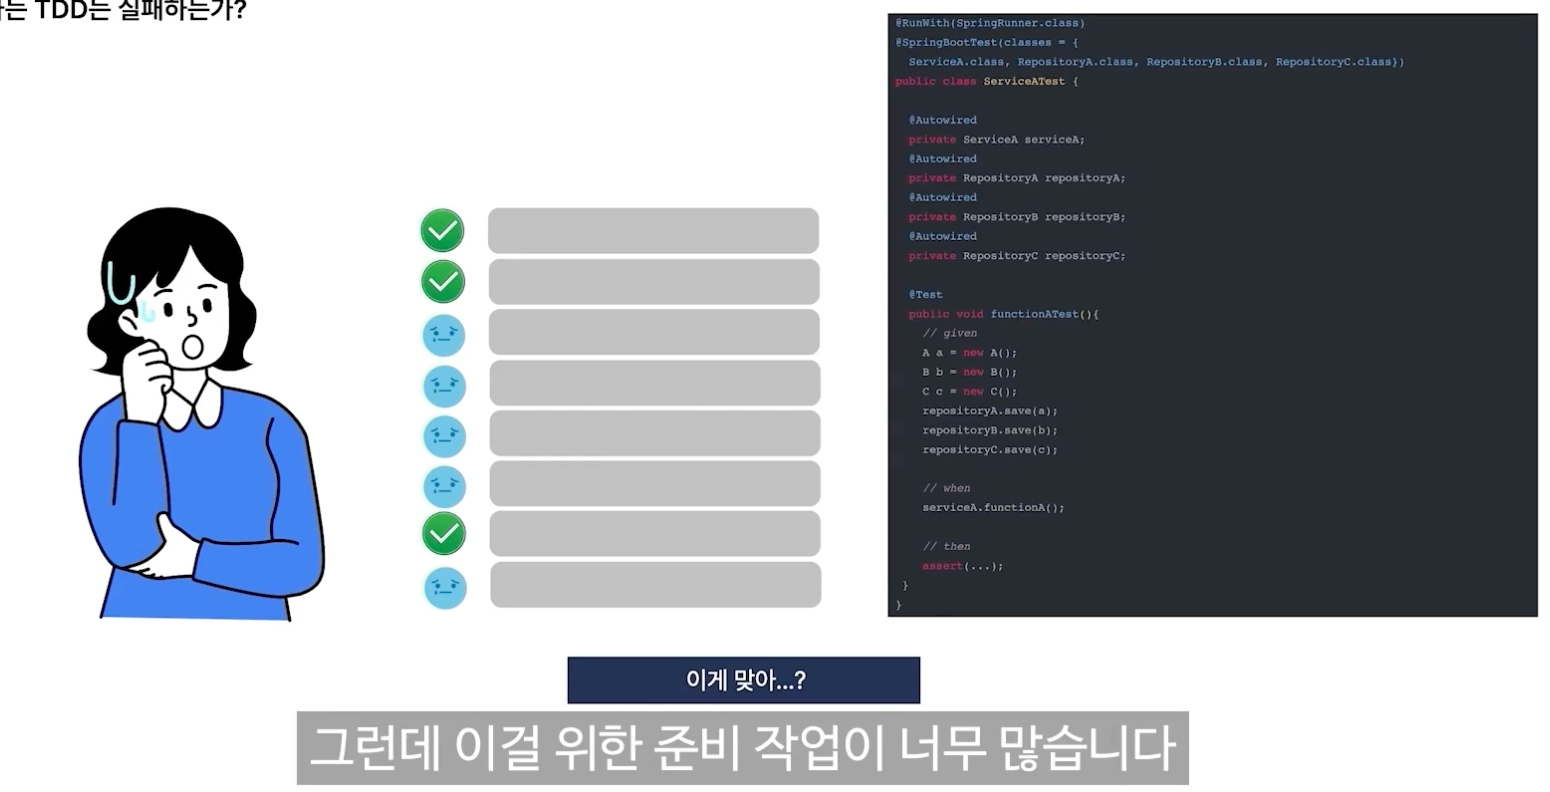 는 TDD는 실패하는가?
@RunWith(SpringRunner.class)
@SpringBootTest(classes = {
ServiceA.class, RepositoryA.class, RepositoryB.class, RepositoryC.class})
public class ServiceATest {
@Autowired
private ServiceA serviceA;
@Autowired
private RepositoryA repositoryA;
@Autowired
private RepositoryB repositoryB;
@Autowired
private RepositoryC repositoryC;
@Test
public void functionATest(){
// given
A a = new A();
B b = new B();
C c = new C();
repositoryA.save(a);
repositoryB.save(b);
repositoryC.save(c);
// when
serviceA.functionA();
// then
assert(...);
}
}
이게 맞아...?
그런데 이걸 위한 준비 작업이 너무 많습니다